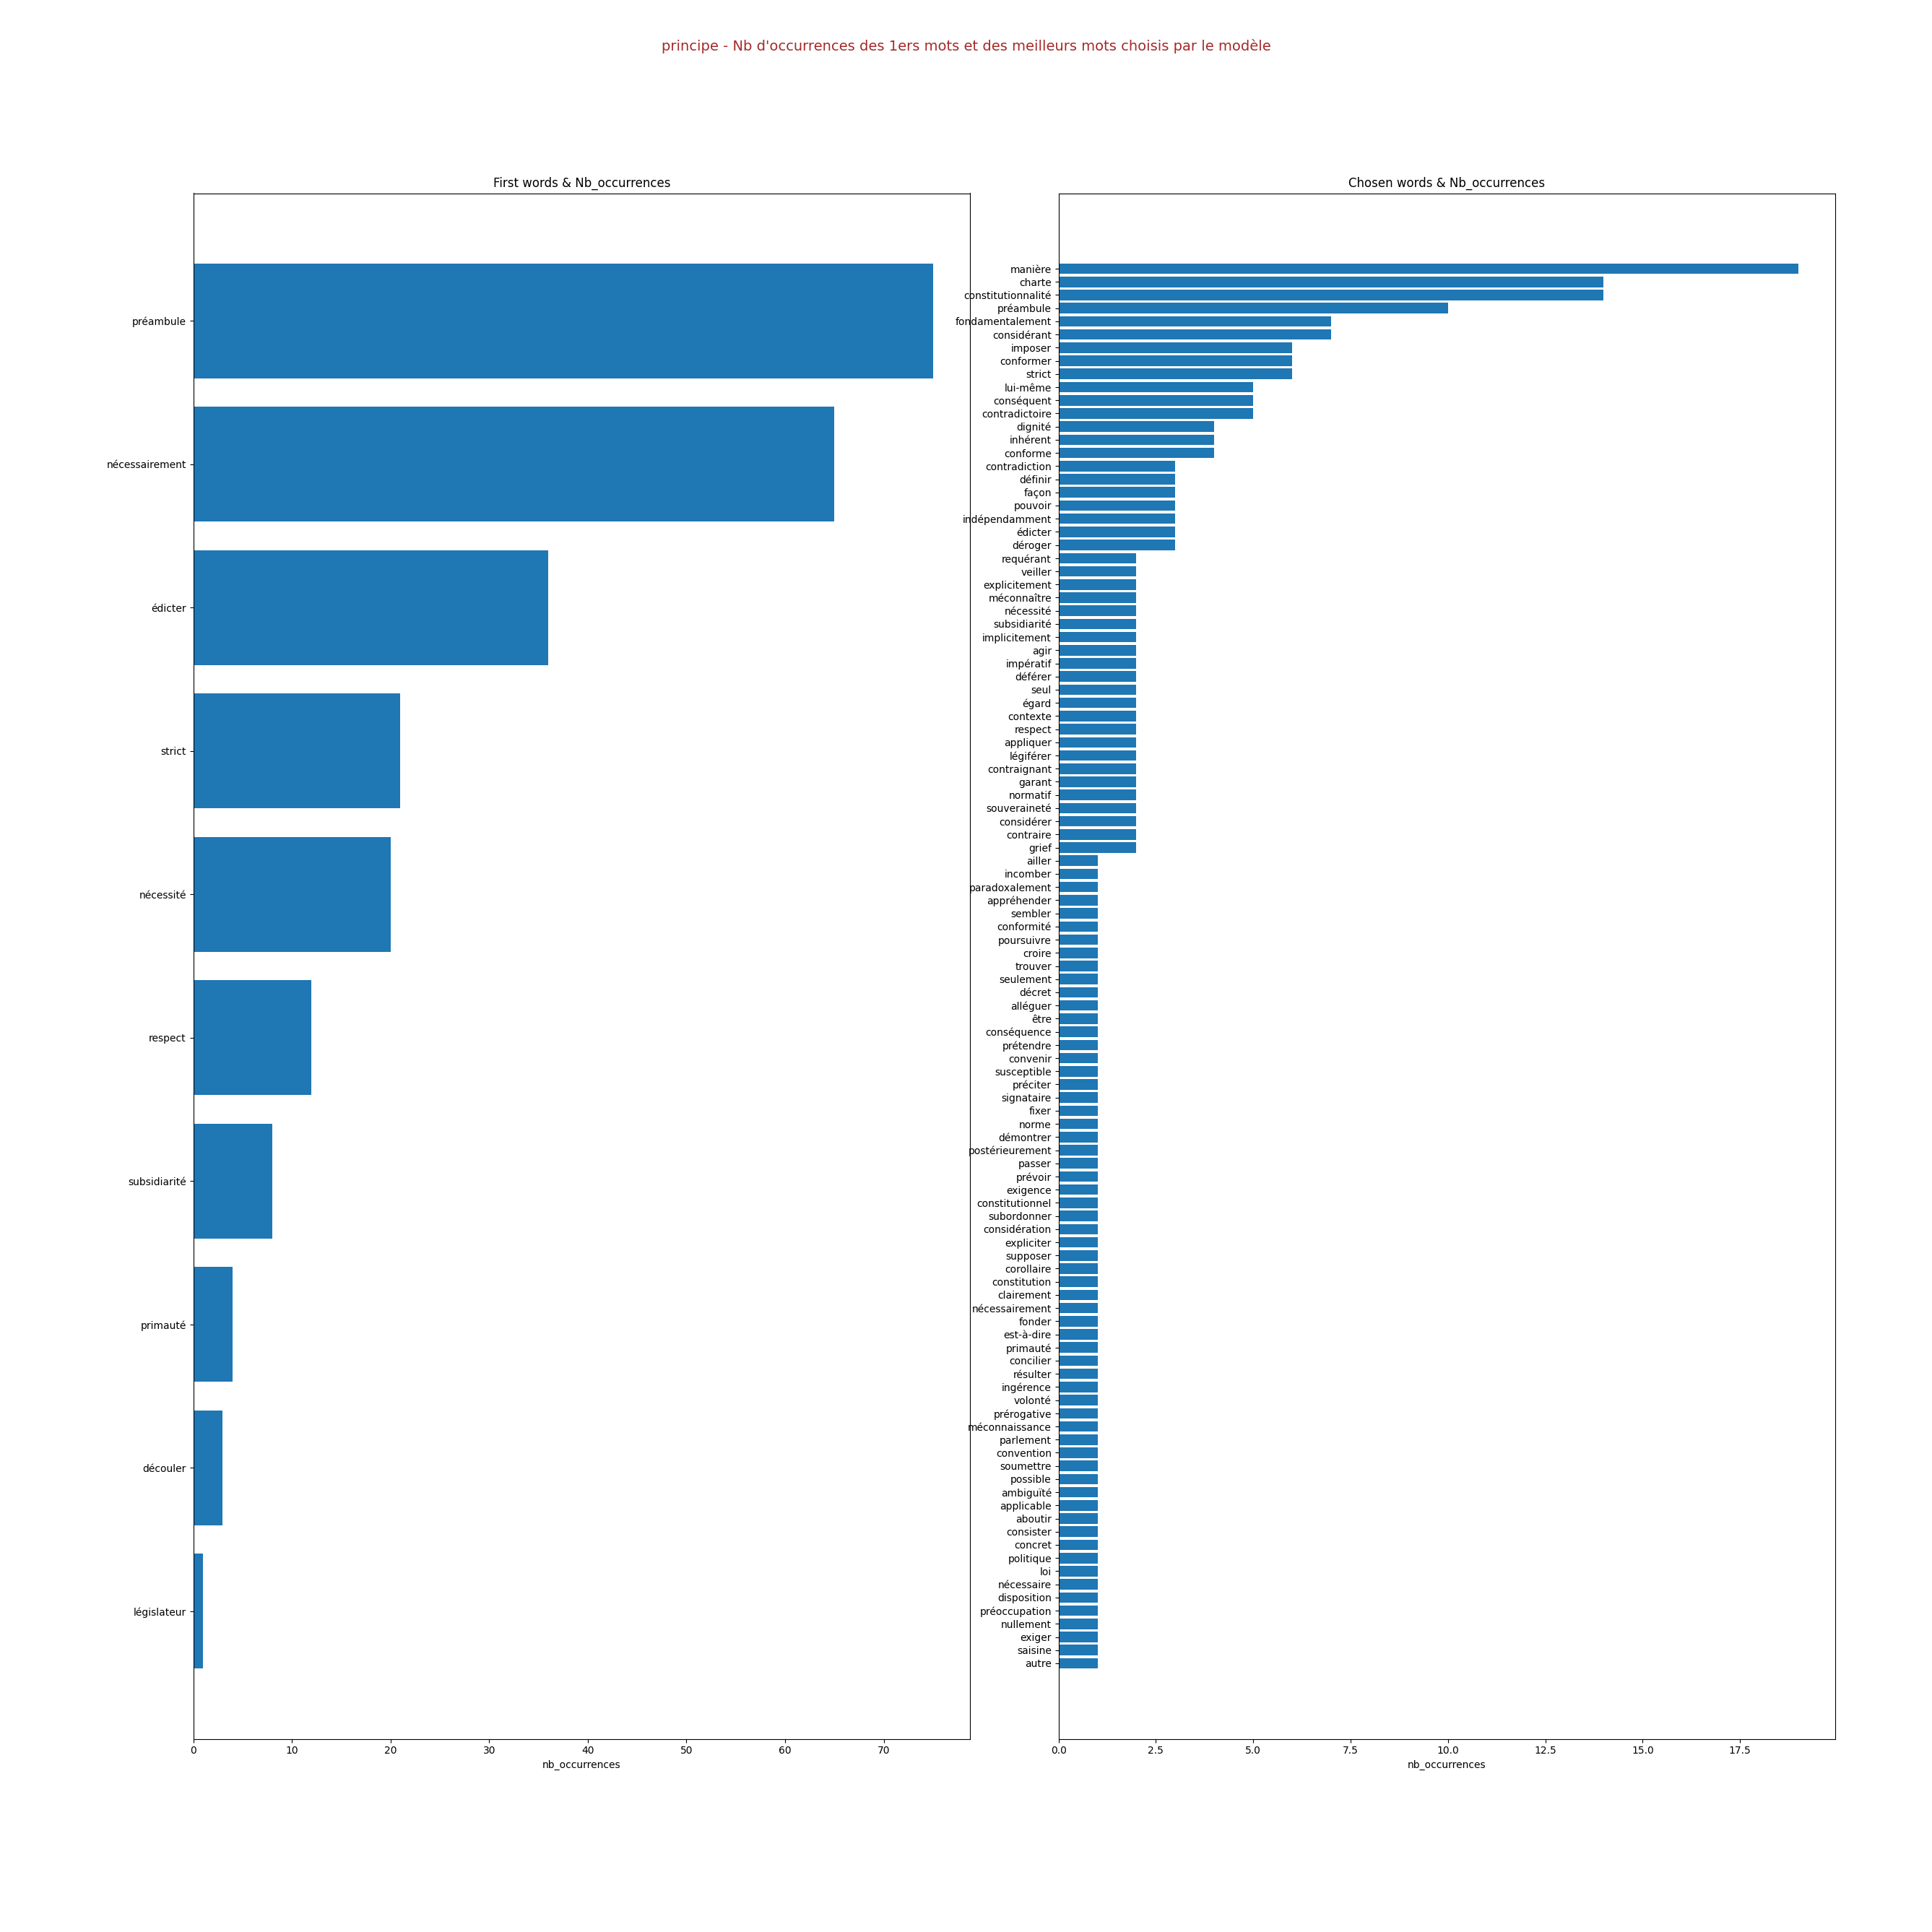 principe - Nb d'occurrences des 1ers mots et des meilleurs mots choisis par le modèle
First words & Nb_occurrences
préambule
nécessairement
édicter
strict
nécessité
respect
subsidiarité
primauté
découler
législateur
0 10 20 30 40 50 60 70
nb_occurrences
Chosen words & Nb_occurrences
manière
charte
constitutionnalité
préambule
fondamentalement
considérant
imposer
conformer
strict
lui-même
conséquent
contradictoire
dignité
inhérent
conforme
contradiction
définir
façon
pouvoir
indépendamment
édicter
déroger
requérant
veiller
explicitement
méconnaître
nécessité
subsidiarité
implicitement
agir
impératif
déférer
seul
égard
contexte
respect
appliquer
légiférer
contraignant
garant
normatif
souveraineté
considérer
contraire
grief
ailler
incomber
paradoxalement
appréhender
sembler
conformité
poursuivre
croire
trouver
seulement
décret
alléguer
être
conséquence
prétendre
convenir
susceptible
préciter
signataire
fixer
norme
démontrer
postérieurement
passer
prévoir
exigence
constitutionnel
subordonner
considération
expliciter
supposer
corollaire
constitution
clairement
nécessairement
fonder
est-à-dire
primauté
concilier
résulter
ingérence
volonté
prérogative
méconnaissance
parlement
convention
soumettre
possible
ambiguïté
applicable
aboutir
consister
concret
politique
loi
nécessaire
disposition
préoccupation
nullement
exiger
saisine
autre
0.0 2.5 5.0 7.5 10.0 12.5 15.0 17.5
nb_occurrences